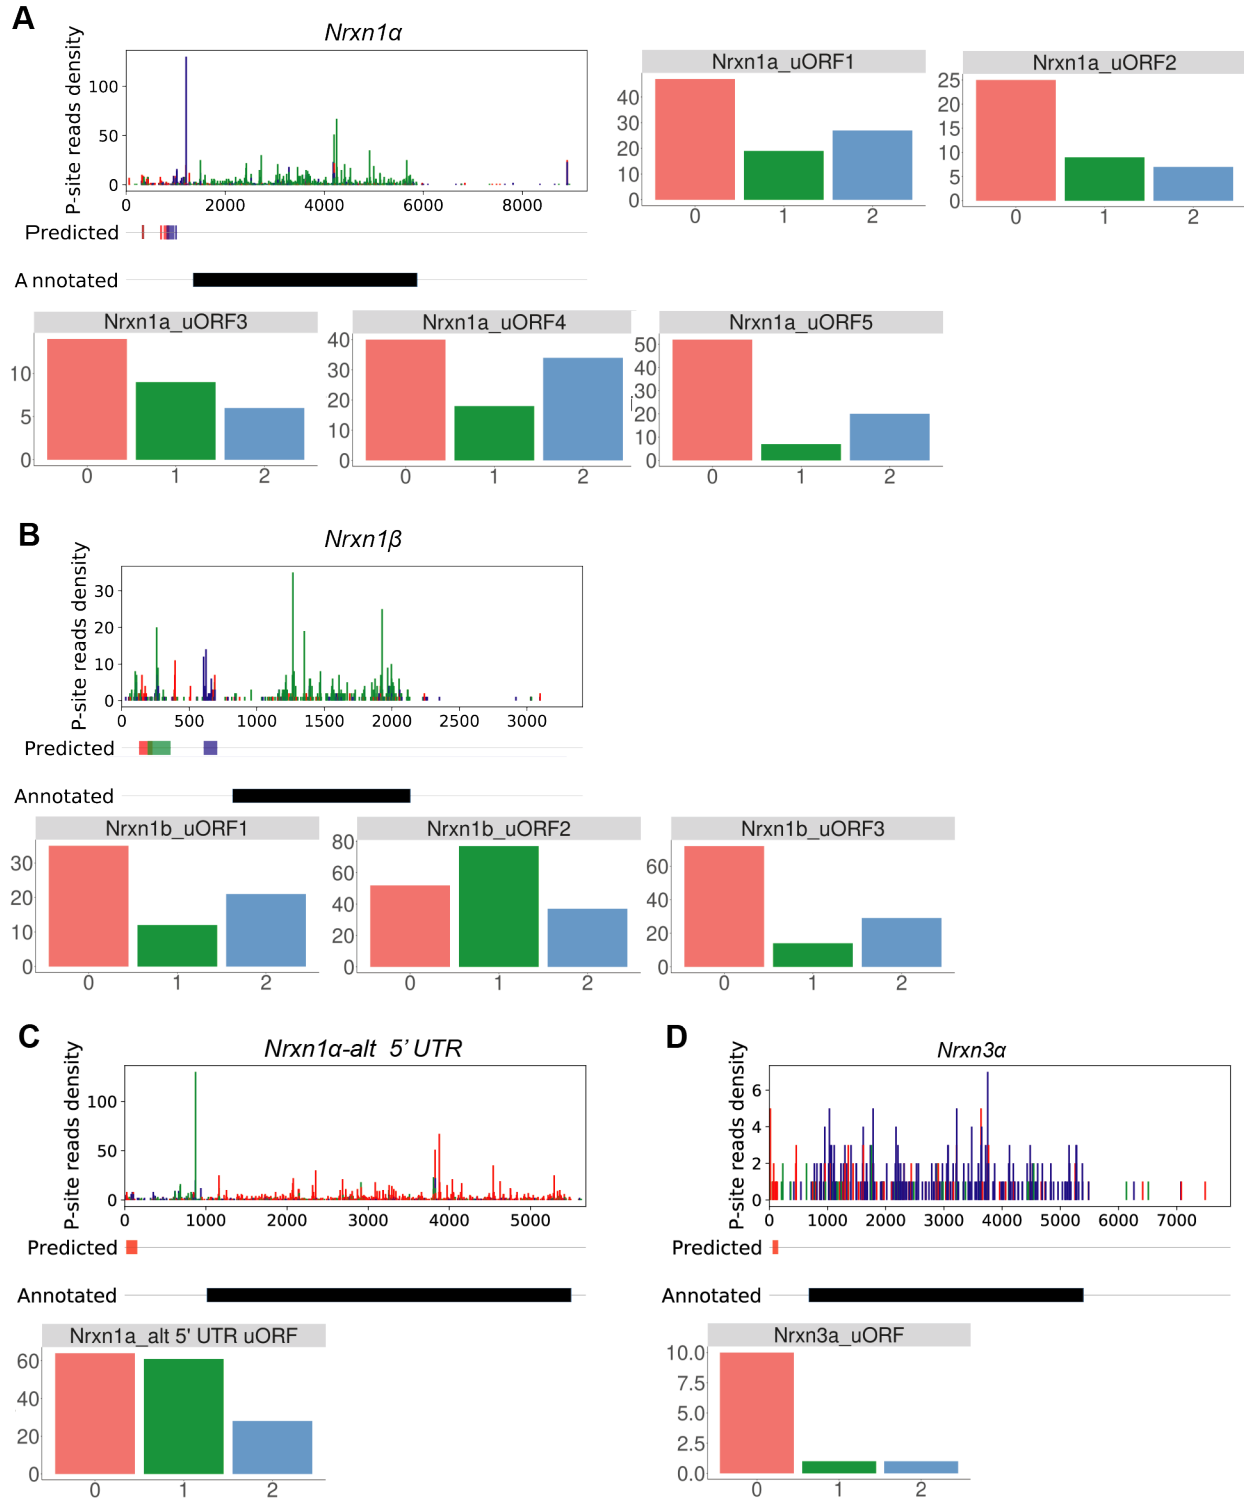 A
Nrxn1α
P-site reads density
100
50
0
0 2000 4000 6000 8000
Predicted
Annotated
Nrxn1a_uORF1
40
30
20
10
0
0 1 2
Nrxn1a_uORF2
25
20
15
10
5
0
0 1 2
Nrxn1a_uORF3
10
5
0
0 1 2
Nrxn1a_uORF4
40
30
20
10
0
0 1 2
Nrxn1a_uORF5
50
40
30
20
10
0
0 1 2
B
Nrxn1β
P-site reads density
30
20
10
0
0 500 1000 1500 2000 2500 3000
Predicted
Annotated
Nrxn1b_uORF1
30
20
10
0
0 1 2
Nrxn1b_uORF2
80
60
40
20
0
0 1 2
Nrxn1b_uORF3
60
40
20
0
0 1 2
C
Nrxn1α-alt 5’ UTR
P-site reads density
100
50
0
0 1000 2000 3000 4000 5000
Predicted
Annotated
Nrxn1a_alt 5' UTR uORF
60
40
20
0
0 1 2
D
Nrxn3α
P-site reads density
6
4
2
0
0 1000 2000 3000 4000 5000 6000 7000
Predicted
Annotated
Nrxn3a_uORF
10.0
7.5
5.0
2.5
0.0
0 1 2